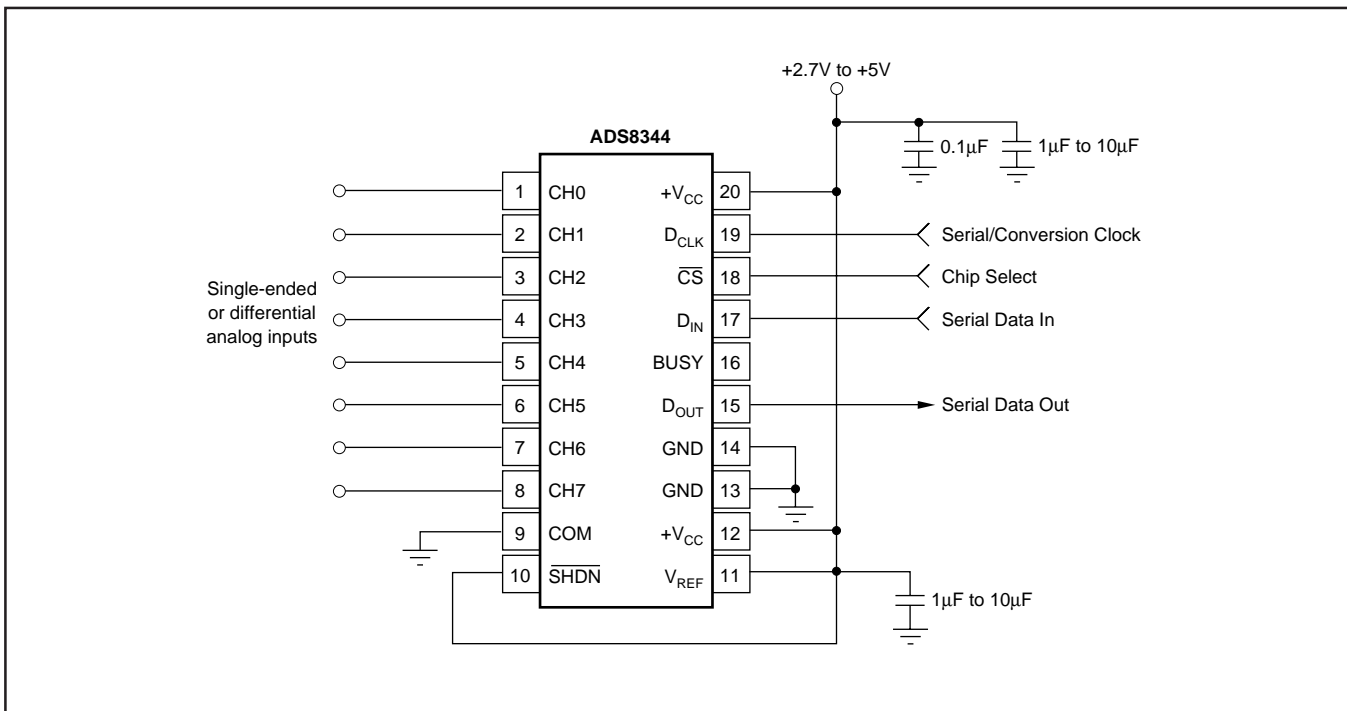 +2.7V to +5V
ADS8344
0.1µF
1µF to 10µF
1 CH0 +VCC 20
2 CH1 DCLK 19 Serial/Conversion Clock
3 CH2 CS 18 Chip Select
Single-ended
or differential
analog inputs
4 CH3 DIN 17 Serial Data In
5 CH4 BUSY 16
6 CH5 DOUT 15 Serial Data Out
7 CH6 GND 14
8 CH7 GND 13
9 COM +VCC 12
10 SHDN VREF 11
1µF to 10µF